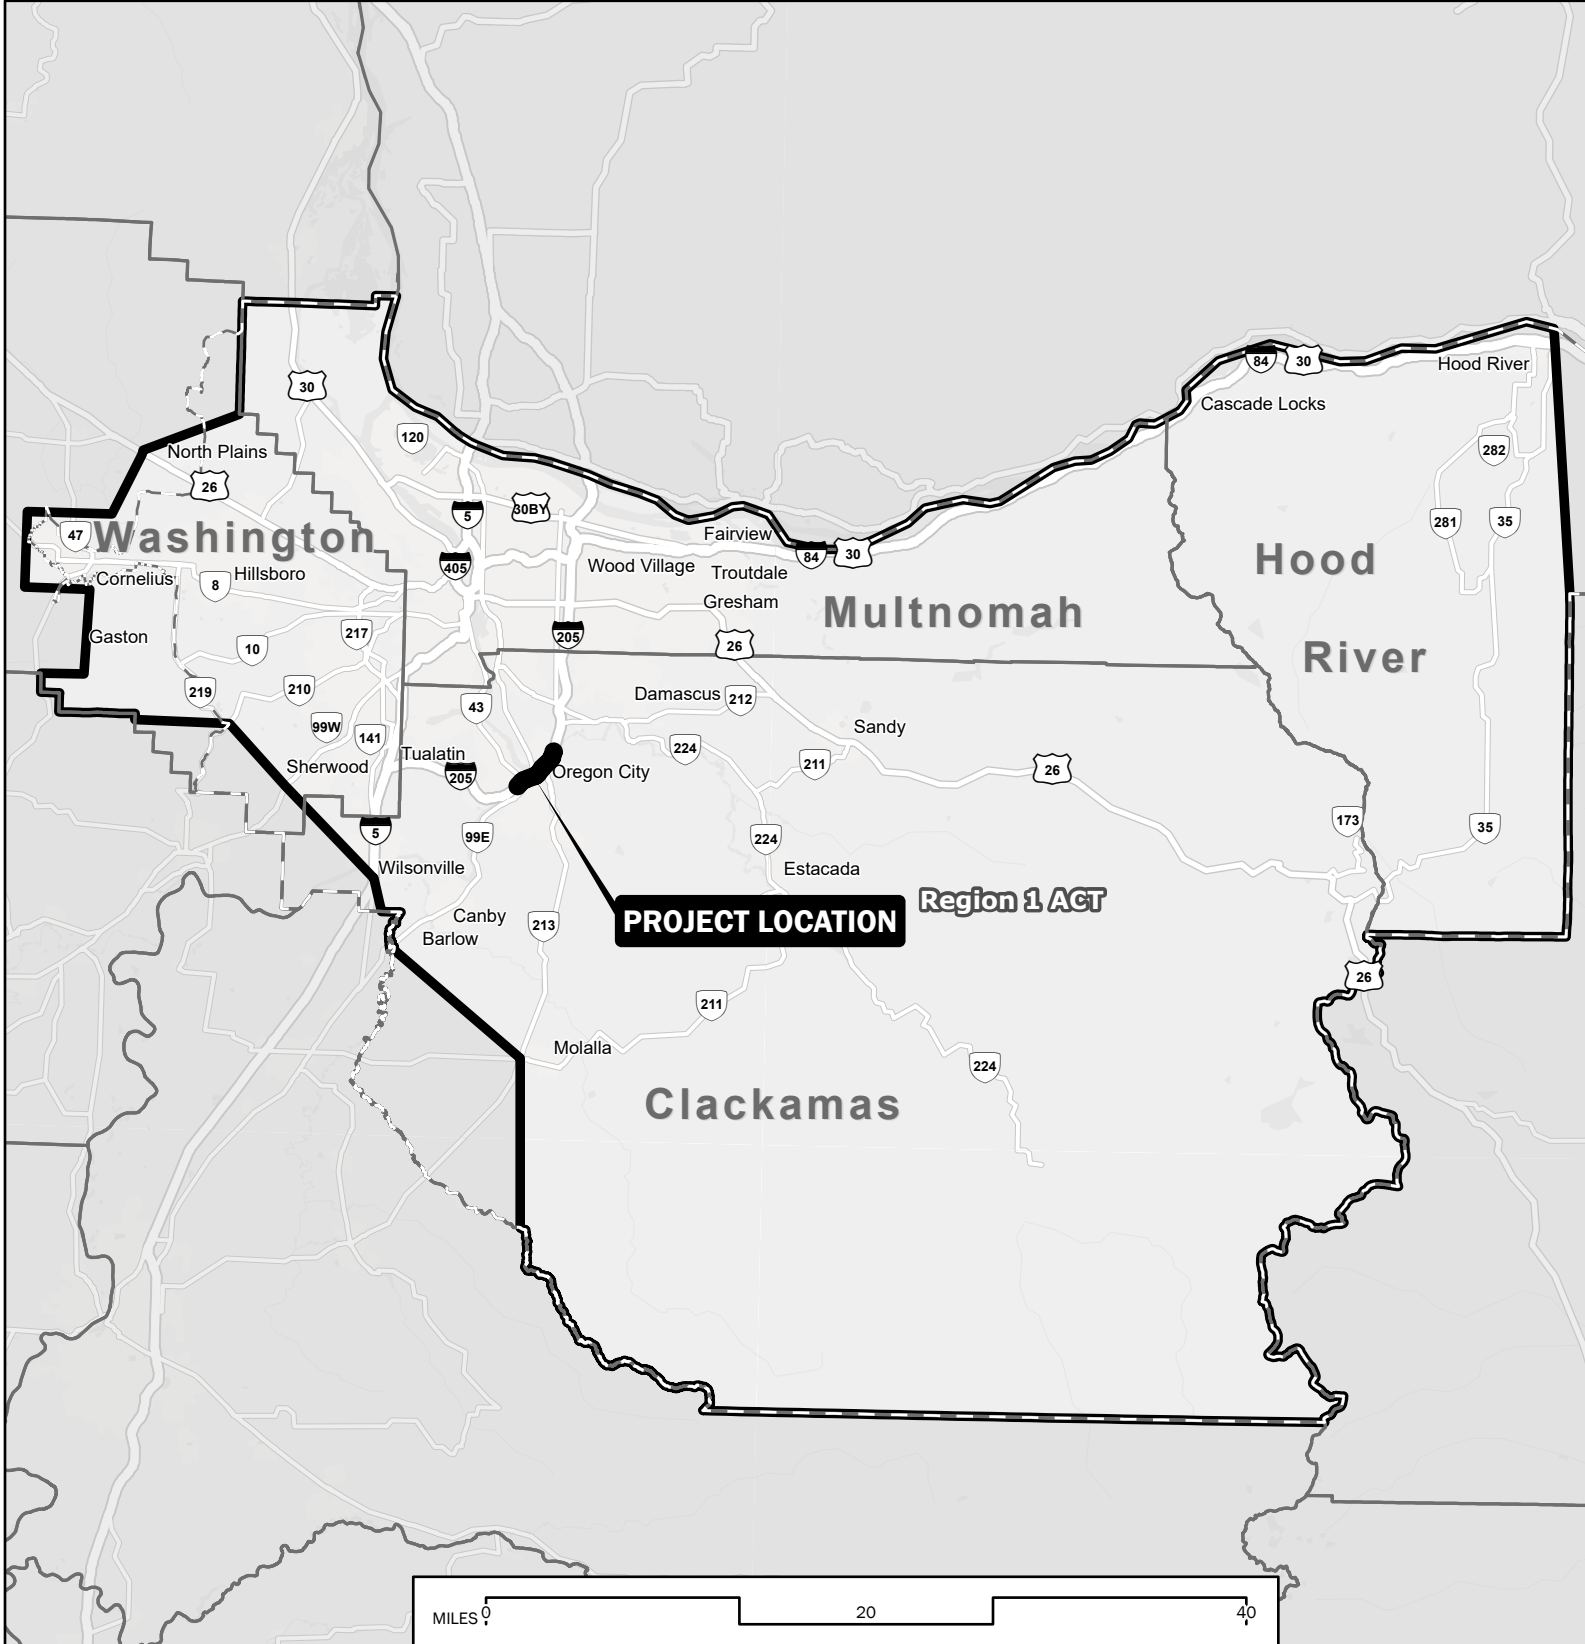 30
84
30
Hood River
Cascade Locks
120
North Plains
282
26
30BY
5
281
35
47
Washington
Fairview
84
30
405
Wood Village
Troutdale
Hood
Cornelius
8
Hillsboro
Gresham
Multnomah
Gaston
217
205
10
26
River
219
210
Damascus
212
43
99W
141
Sandy
224
Tualatin
211
Sherwood
205
Oregon City
26
173
5
99E
224
35
Wilsonville
Estacada
Region 1 ACT
Canby
PROJECT LOCATION
213
Barlow
26
211
Molalla
224
Clackamas
MILES 0 20 40